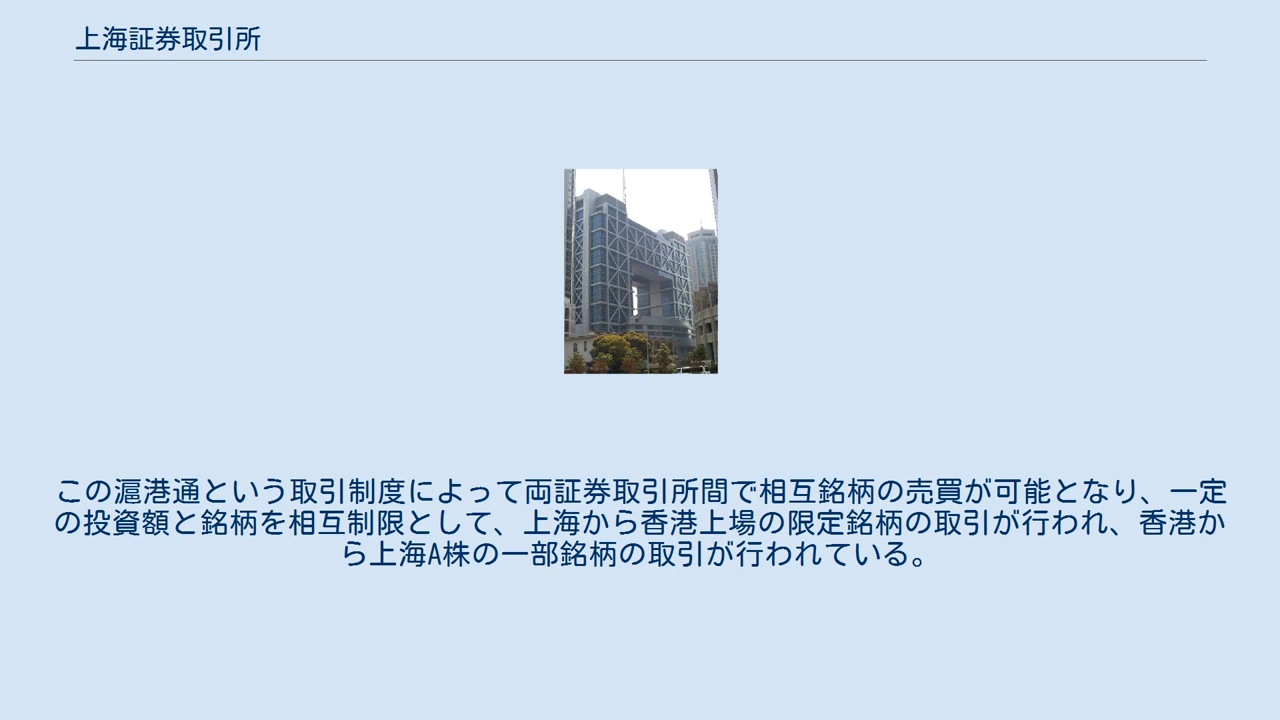 上海証券取引所
この滬港通という取引制度によって両証券取引所間で相互銘柄の売買が可能となり、一定
の投資額と銘柄を相互制限として、上海から香港上場の限定銘柄の取引が行われ、香港か
ら上海A株の一部銘柄の取引が行われている。